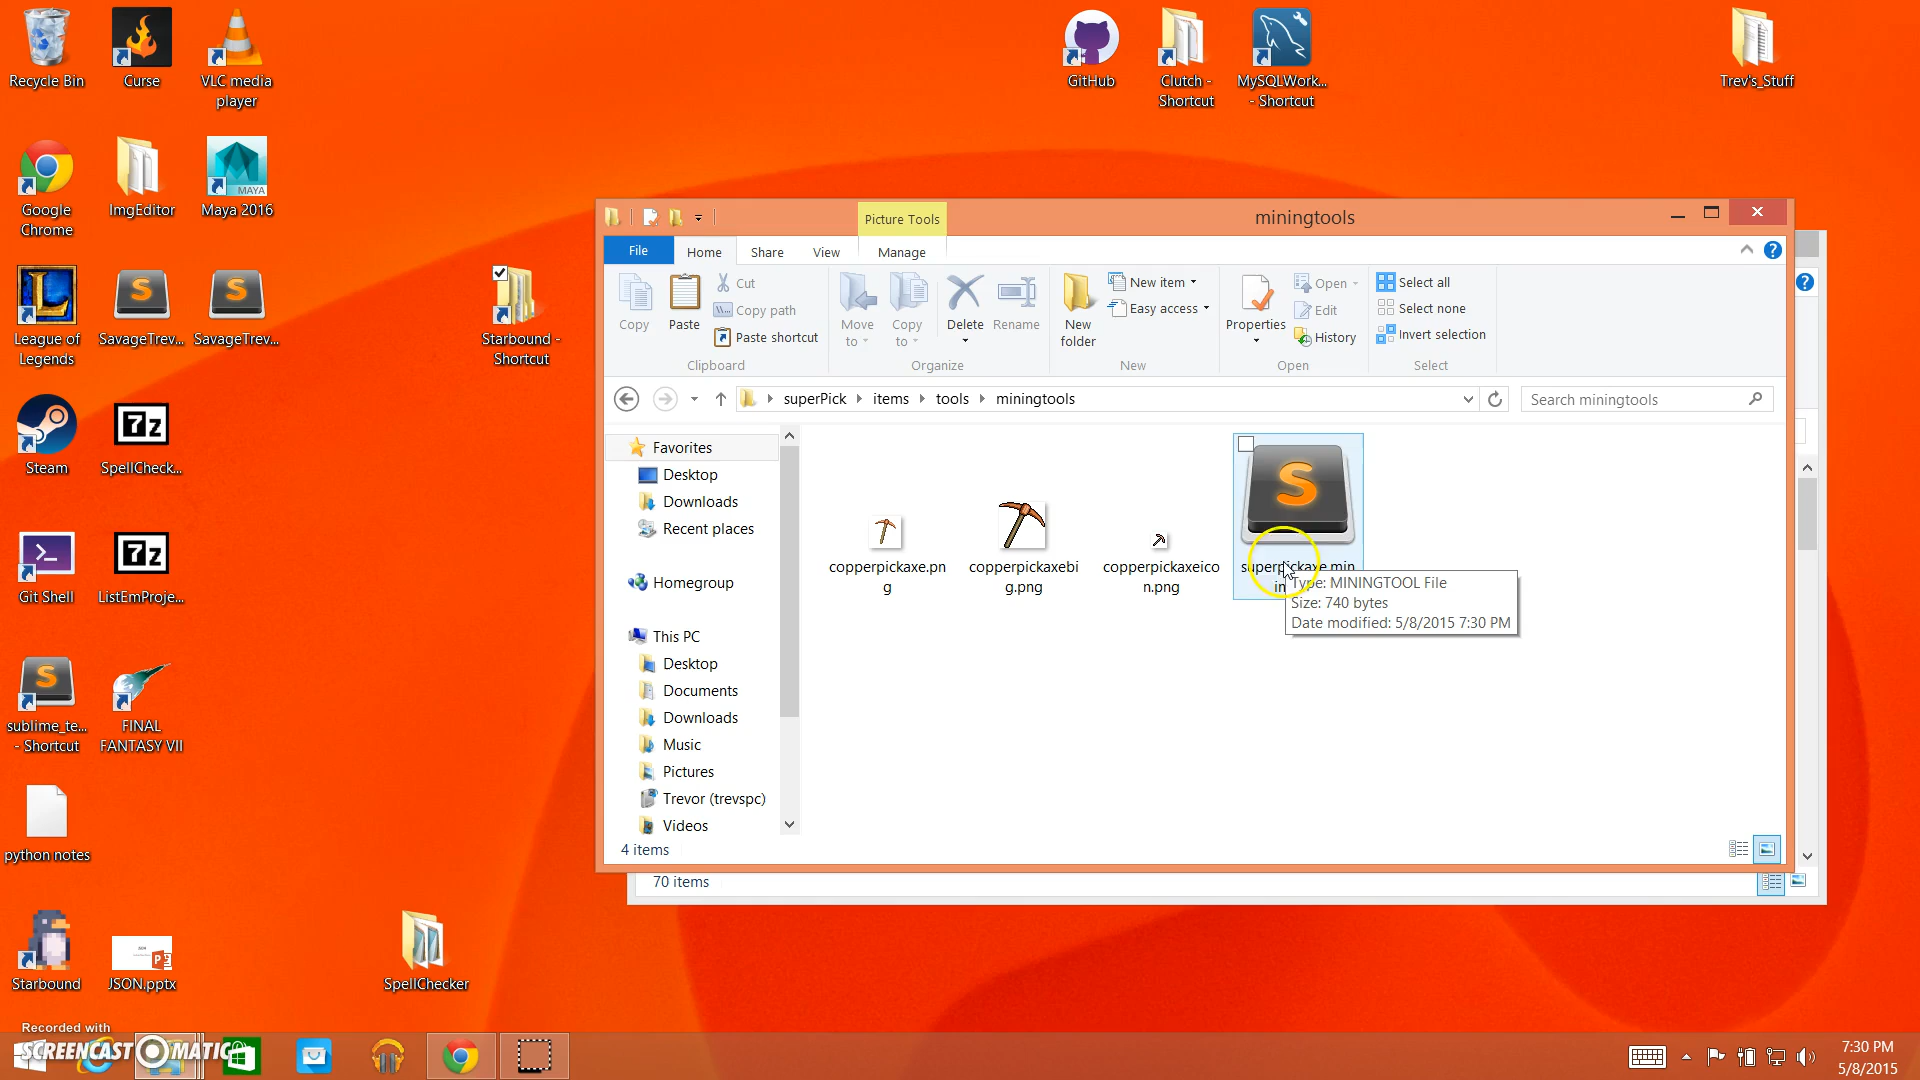 Recycle Bin
Curse
VLC media
player
GitHub
Clutch -
Shortcut
MySQLWork...
- Shortcut
Trev's_Stuff
Google
Chrome
ImgEditor
MAYA
Maya 2016
League of
Legends
SavageTrev...
SavageTrev...
Starbound -
Shortcut
Steam
7z
SpellCheck...
Git Shell
7z
ListEmProje...
sublime_te...
- Shortcut
FINAL
FANTASY VII
python notes
Starbound
JSON.pptx
SpellChecker
Picture Tools
miningtools
File
Home
Share
View
Manage
Copy
Paste
Cut
Copy path
Paste shortcut
Clipboard
Move
to
Copy
to
Delete
Rename
Organize
New
folder
New item
Easy access
New
Properties
Open
Edit
History
Open
Select all
Select none
Invert selection
Select
superPick
items
tools
miningtools
Search miningtools
Favorites
Desktop
Downloads
Recent places
Homegroup
This PC
Desktop
Documents
Downloads
Music
Pictures
Trevor (trevspc)
Videos
copperpickaxe.pn
g
copperpickaxebi
g.png
copperpickaxeico
n.png
superpickaxe.min
in
Type: MININGTOOL File
Size: 740 bytes
Date modified: 5/8/2015 7:30 PM
4 items
70 items
Recorded with
SCREENCAST MATIC
7:30 PM
5/8/2015